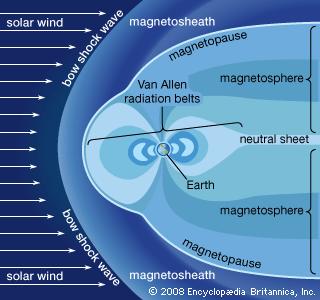 solar wind
bow shock wave
magnetosheath
magnetopause
Van Allen
radiation belts
magnetosphere
neutral sheet
Earth
magnetosphere
magnetopause
bow shock wave
solar wind
magnetosheath
© 2008 Encyclopædia Britannica, Inc.